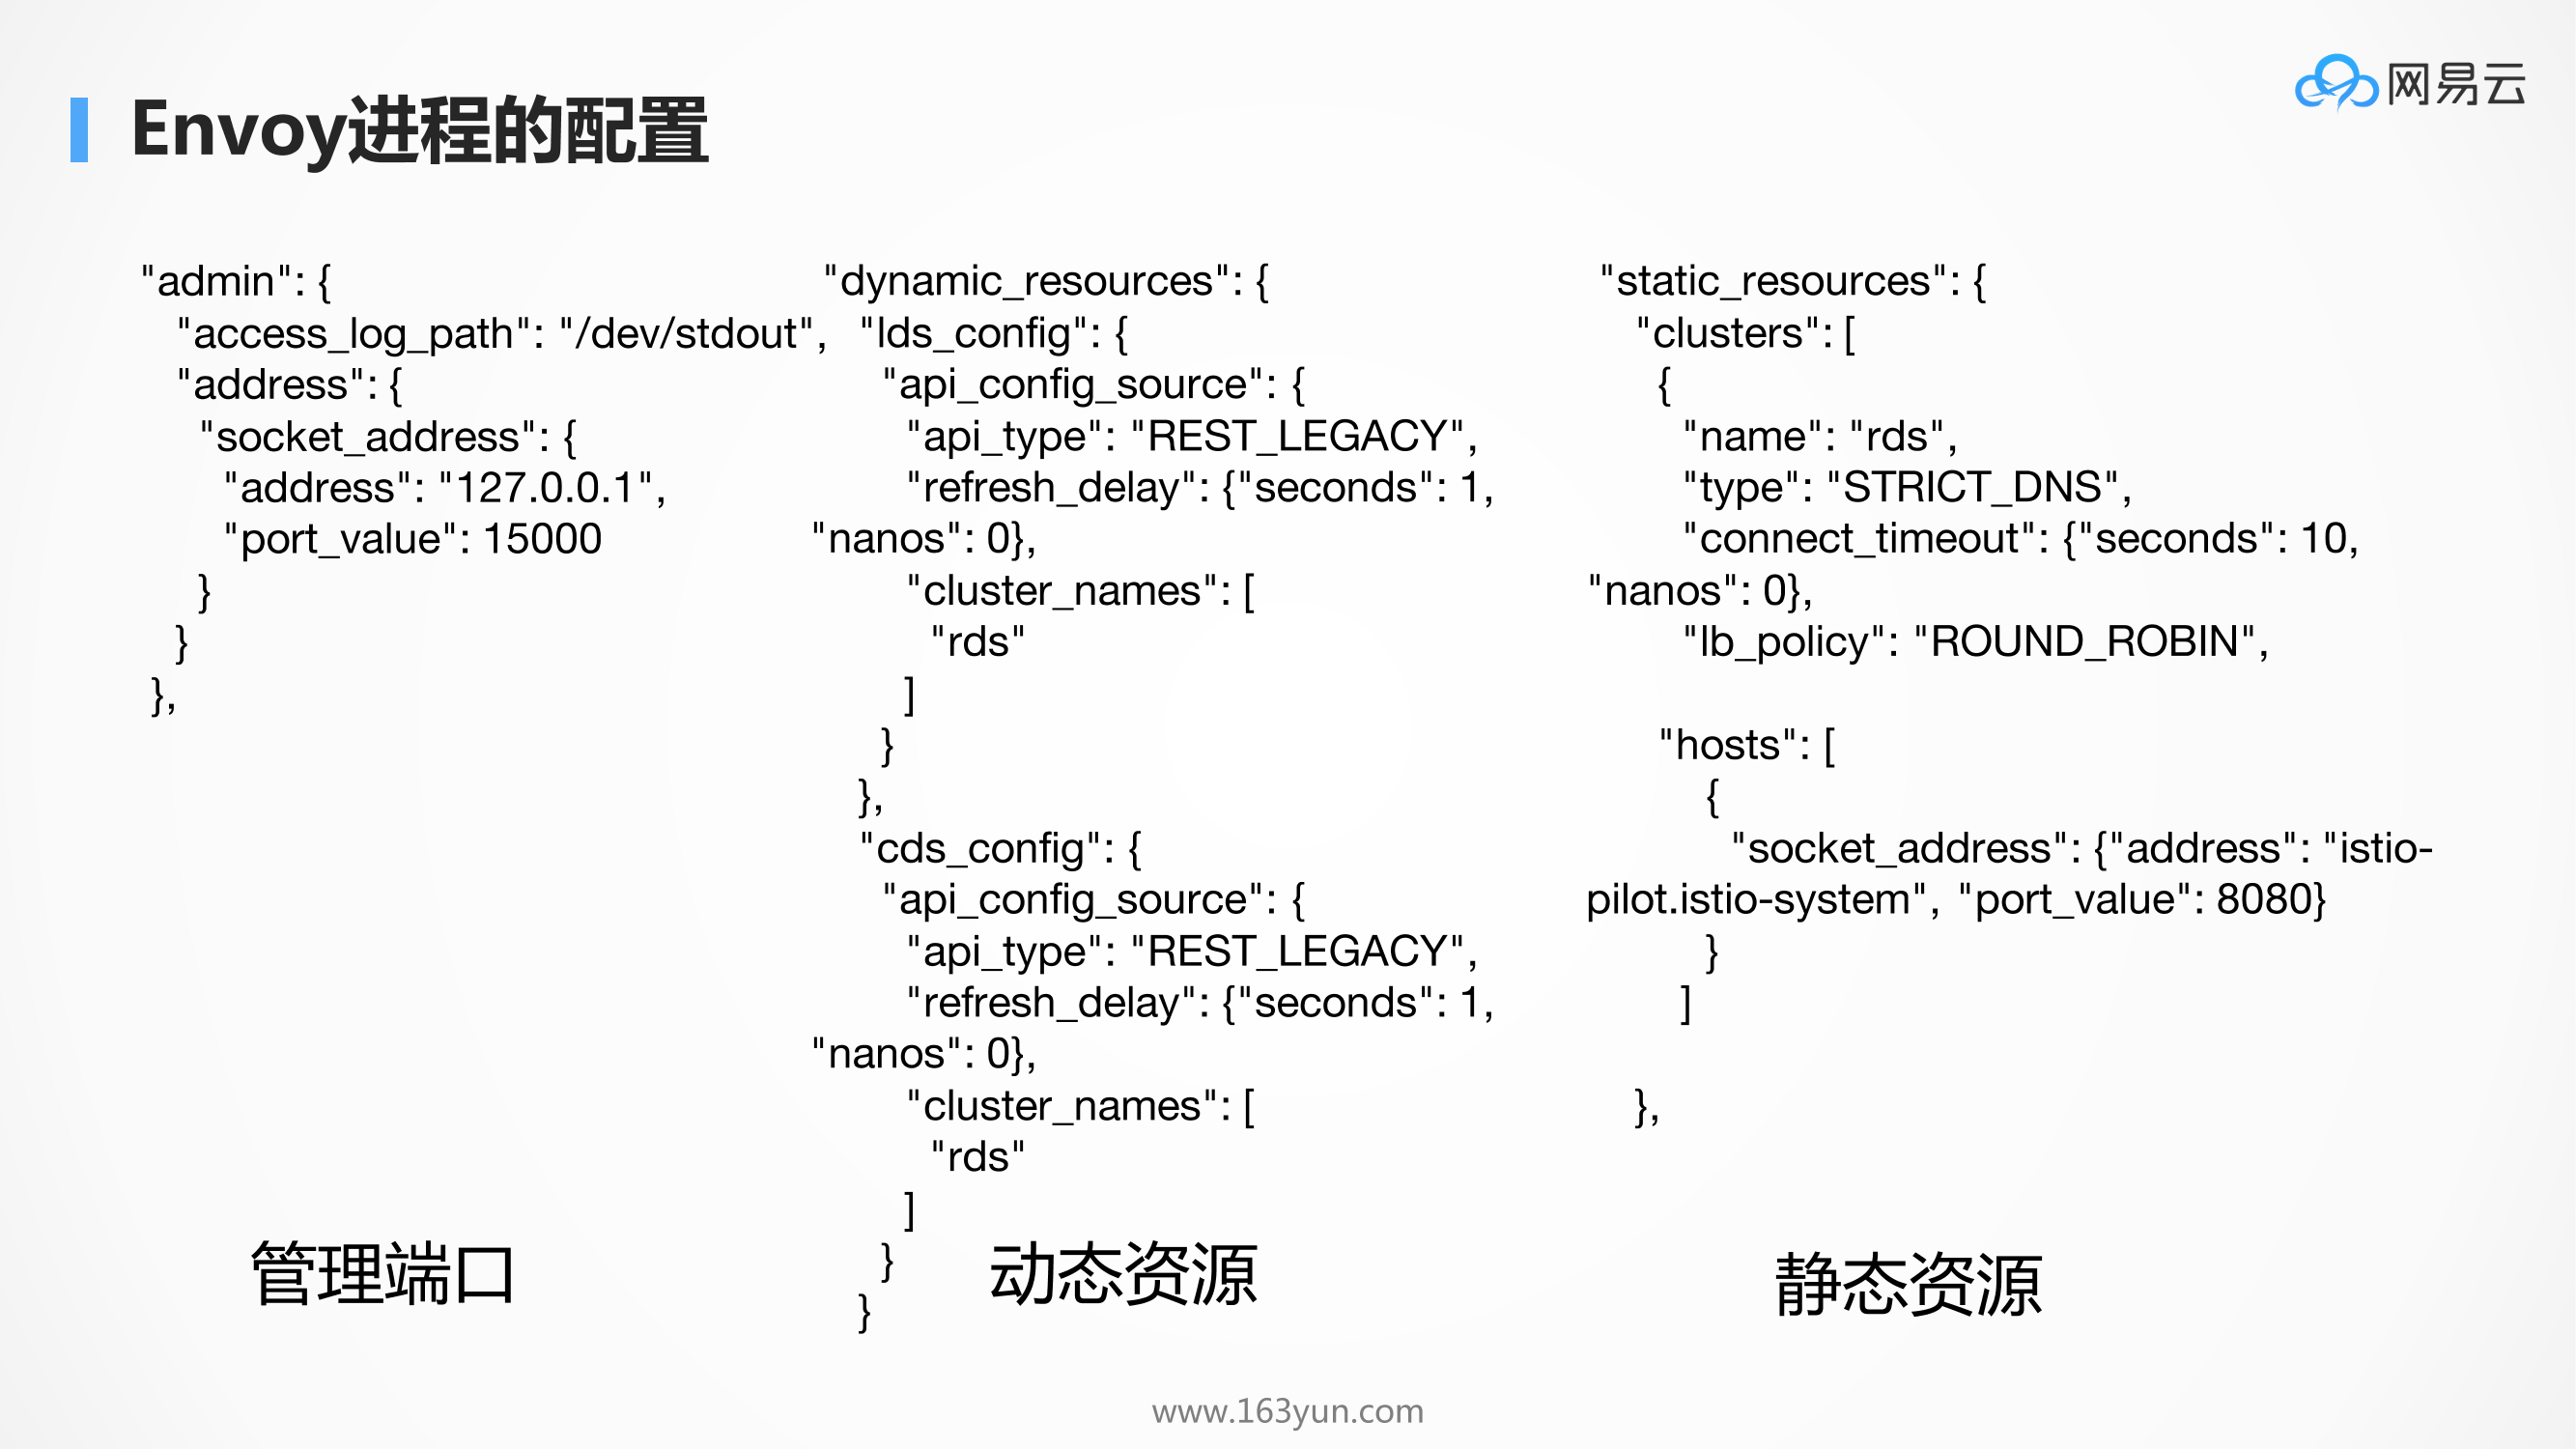 网易云
Envoy进程的配置
"admin": {
"access_log_path": "/dev/stdout",
"address": {
"socket_address": {
"address": "127.0.0.1",
"port_value": 15000
}
}
},
管理端口
"dynamic_resources": {
"lds_config": {
"api_config_source": {
"api_type": "REST_LEGACY",
"refresh_delay": {"seconds": 1,
"nanos": 0},
"cluster_names": [
"rds"
]
}
},
"cds_config": {
"api_config_source": {
"api_type": "REST_LEGACY",
"refresh_delay": {"seconds": 1,
"nanos": 0},
"cluster_names": [
"rds"
]
}
}
动态资源
"static_resources": {
"clusters": [
{
"name": "rds",
"type": "STRICT_DNS",
"connect_timeout": {"seconds": 10,
"nanos": 0},
"lb_policy": "ROUND_ROBIN",
"hosts": [
{
"socket_address": {"address": "istio-
pilot.istio-system", "port_value": 8080}
}
]
},
静态资源
www.163yun.com